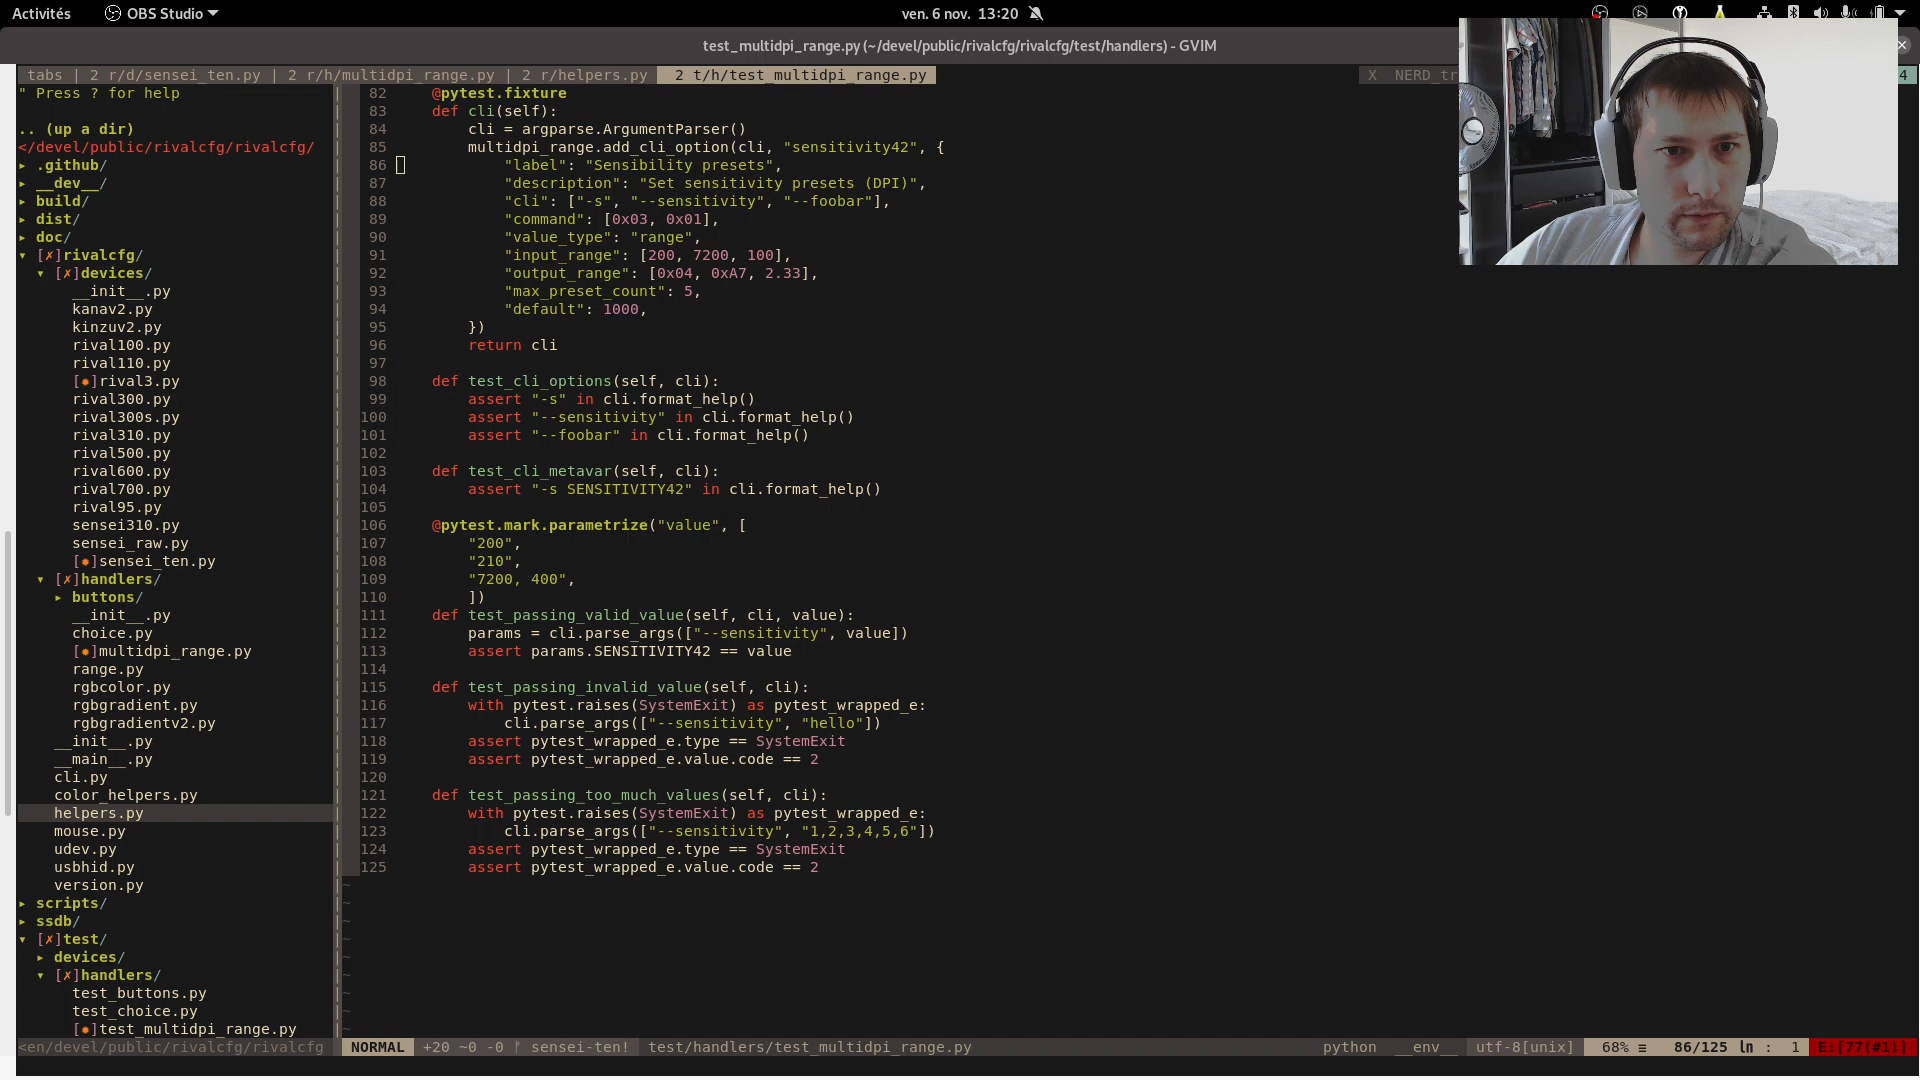 Activités
OBS Studio
ven. 6 nov. 13:20
test_multidpi_range.py (~/devel/public/rivalcfg/rivalcfg/test/handlers) - GVIM
tabs | 2 r/d/sensei_ten.py | 2 r/h/multidpi_range.py | 2 r/helpers.py
2 t/h/test_multidpi_range.py
X NERD_tr
4
" Press ? for help
.. (up a dir)
</devel/public/rivalcfg/rivalcfg/
▸ .github/
▸ __dev__/
▸ build/
▸ dist/
▸ doc/
▾ [✗]rivalcfg/
▾ [✗]devices/
__init__.py
kanav2.py
kinzuv2.py
rival100.py
rival110.py
[✹]rival3.py
rival300.py
rival300s.py
rival310.py
rival500.py
rival600.py
rival700.py
rival95.py
sensei310.py
sensei_raw.py
[✹]sensei_ten.py
▾ [✗]handlers/
▸ buttons/
__init__.py
choice.py
[✹]multidpi_range.py
range.py
rgbcolor.py
rgbgradient.py
rgbgradientv2.py
__init__.py
__main__.py
cli.py
color_helpers.py
helpers.py
mouse.py
udev.py
usbhid.py
version.py
▸ scripts/
▸ ssdb/
▾ [✗]test/
▸ devices/
▾ [✗]handlers/
test_buttons.py
test_choice.py
[✹]test_multidpi_range.py
<en/devel/public/rivalcfg/rivalcfg
82 @pytest.fixture
83 def cli(self):
84 cli = argparse.ArgumentParser()
85 multidpi_range.add_cli_option(cli, "sensitivity42", {
86 "label": "Sensibility presets",
87 "description": "Set sensitivity presets (DPI)",
88 "cli": ["-s", "--sensitivity", "--foobar"],
89 "command": [0x03, 0x01],
90 "value_type": "range",
91 "input_range": [200, 7200, 100],
92 "output_range": [0x04, 0xA7, 2.33],
93 "max_preset_count": 5,
94 "default": 1000,
95 })
96 return cli
97
98 def test_cli_options(self, cli):
99 assert "-s" in cli.format_help()
100 assert "--sensitivity" in cli.format_help()
101 assert "--foobar" in cli.format_help()
102
103 def test_cli_metavar(self, cli):
104 assert "-s SENSITIVITY42" in cli.format_help()
105
106 @pytest.mark.parametrize("value", [
107 "200",
108 "210",
109 "7200, 400",
110 ])
111 def test_passing_valid_value(self, cli, value):
112 params = cli.parse_args(["--sensitivity", value])
113 assert params.SENSITIVITY42 == value
114
115 def test_passing_invalid_value(self, cli):
116 with pytest.raises(SystemExit) as pytest_wrapped_e:
117 cli.parse_args(["--sensitivity", "hello"])
118 assert pytest_wrapped_e.type == SystemExit
119 assert pytest_wrapped_e.value.code == 2
120
121 def test_passing_too_much_values(self, cli):
122 with pytest.raises(SystemExit) as pytest_wrapped_e:
123 cli.parse_args(["--sensitivity", "1,2,3,4,5,6"])
124 assert pytest_wrapped_e.type == SystemExit
125 assert pytest_wrapped_e.value.code == 2
NORMAL +20 ~0 -0 ᚠ sensei-ten! test/handlers/test_multidpi_range.py
python __env__ utf-8[unix] 68% ≡ 86/125 ㏑ : 1 E:[77(#1)]